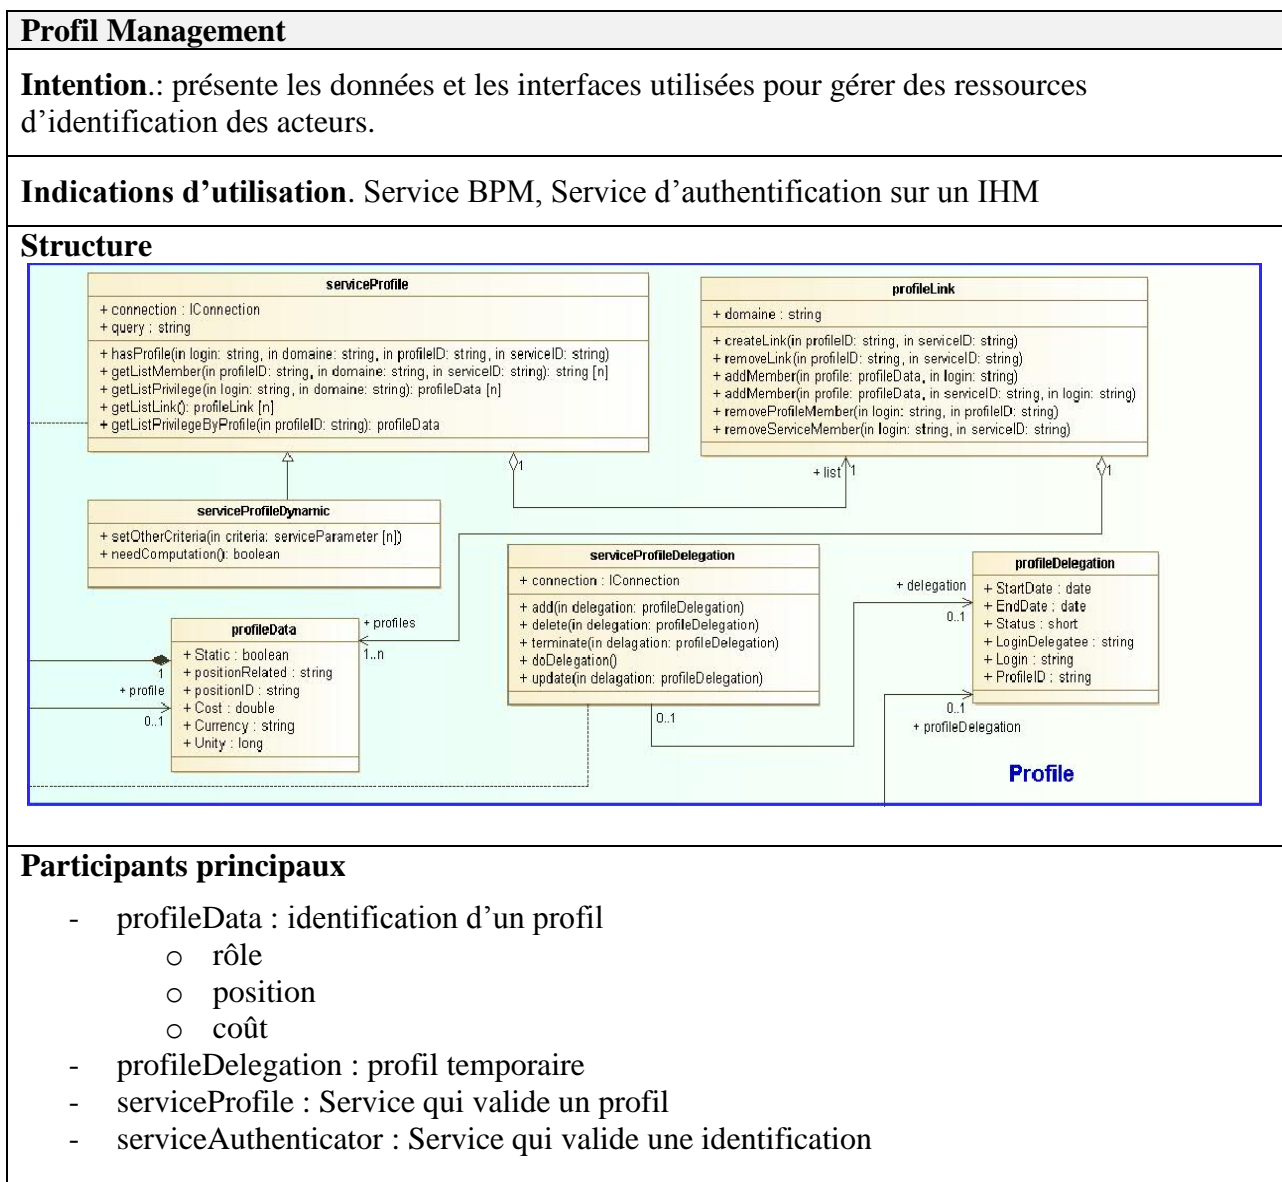 Profil Management
Intention.: présente les données et les interfaces utilisées pour gérer des ressources
d’identification des acteurs.
Indications d’utilisation. Service BPM, Service d’authentification sur un IHM
Structure
serviceProfile
+ connection : IConnection
+ query : string
+ hasProfile(in login: string, in domaine: string, in profileID: string, in serviceID: string)
+ getListMember(in profileID: string, in domaine: string, in serviceID: string): string [n]
+ getListPrivilege(in login: string, in domaine: string): profileData [n]
+ getListLink(): profileLink [n]
+ getListPrivilegeByProfile(in profileID: string): profileData
profileLink
+ domaine : string
+ createLink(in profileID: string, in serviceID: string)
+ removeLink(in profileID: string, in serviceID: string)
+ addMember(in profile: profileData, in login: string)
+ addMember(in profile: profileData, in serviceID: string, in login: string)
+ removeProfileMember(in login: string, in profileID: string)
+ removeServiceMember(in login: string, in serviceID: string)
1
+ list
1
1
serviceProfileDynamic
+ setOtherCriteria(in criteria: serviceParameter [n])
+ needComputation(): boolean
serviceProfileDelegation
+ connection : IConnection
+ add(in delegation: profileDelegation)
+ delete(in delegation: profileDelegation)
+ terminate(in delagation: profileDelegation)
+ doDelegation()
+ update(in delagation: profileDelegation)
+ delegation
0..1
profileDelegation
+ StartDate : date
+ EndDate : date
+ Status : short
+ LoginDelegatee : string
+ Login : string
+ ProfileID : string
+ profiles
1..n
profileData
+ Static : boolean
+ positionRelated : string
+ positionID : string
+ Cost : double
+ Currency : string
+ Unity : long
1
+ profile
0..1
0..1
0..1
+ profileDelegation
Profile
Participants principaux
- profileData : identification d’un profil
o rôle
o position
o coût
- profileDelegation : profil temporaire
- serviceProfile : Service qui valide un profil
- serviceAuthenticator : Service qui valide une identification